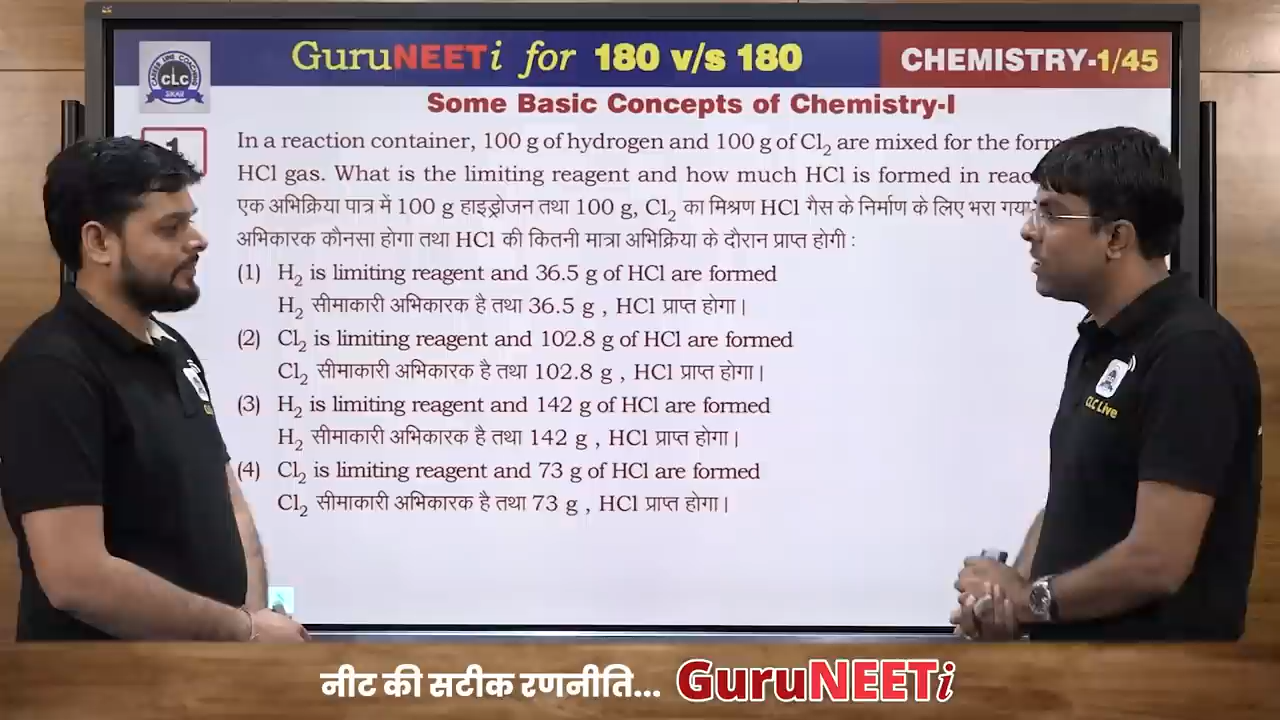 GuruNEETi for 180 v/s 180
CHEMISTRY-1/45
CLC
SIKAR
Some Basic Concepts of Chemistry-I
1
In a reaction container, 100 g of hydrogen and 100 g of Cl₂ are mixed for the form
HCl gas. What is the limiting reagent and how much HCl is formed in reac
एक अभिक्रिया पात्र में 100 g हाइड्रोजन तथा 100 g, Cl₂ का मिश्रण HCl गैस के निर्माण के लिए भरा गया
अभिकारक कौनसा होगा तथा HCl की कितनी मात्रा अभिक्रिया के दौरान प्राप्त होगी :
(1) H₂ is limiting reagent and 36.5 g of HCl are formed
H₂ सीमाकारी अभिकारक है तथा 36.5 g , HCl प्राप्त होगा।
(2) Cl₂ is limiting reagent and 102.8 g of HCl are formed
Cl₂ सीमाकारी अभिकारक है तथा 102.8 g , HCl प्राप्त होगा।
(3) H₂ is limiting reagent and 142 g of HCl are formed
H₂ सीमाकारी अभिकारक है तथा 142 g , HCl प्राप्त होगा।
(4) Cl₂ is limiting reagent and 73 g of HCl are formed
Cl₂ सीमाकारी अभिकारक है तथा 73 g , HCl प्राप्त होगा।
CLC Live
नीट की सटीक रणनीति... GuruNEETi